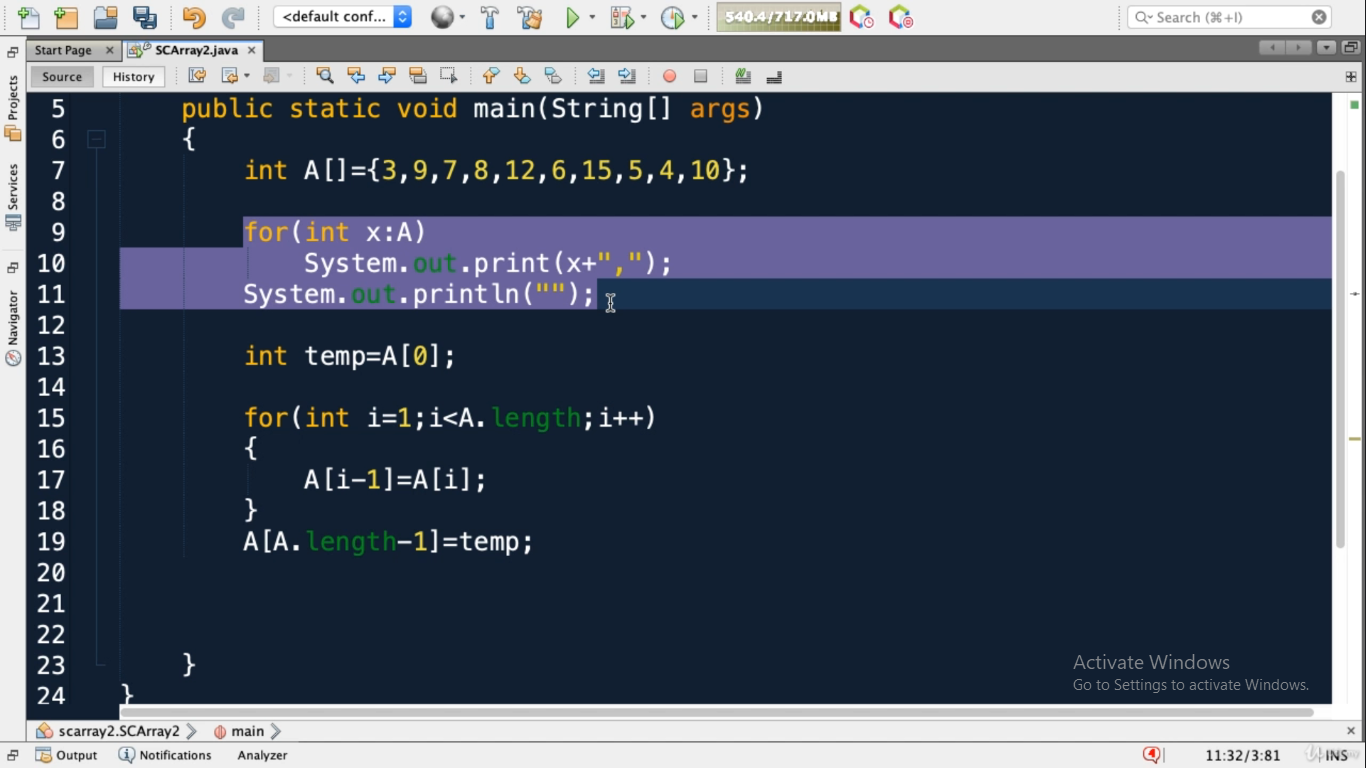 <default conf...
540.4/717.0MB
Search (⌘+I)
Start Page
SCArray2.java
Source
History
Projects
Services
Navigator
5 public static void main(String[] args)
6 {
7 int A[]={3,9,7,8,12,6,15,5,4,10};
8
9 for(int x:A)
10 System.out.print(x+",");
11 System.out.println("");
12
13 int temp=A[0];
14
15 for(int i=1;i<A.length;i++)
16 {
17 A[i-1]=A[i];
18 }
19 A[A.length-1]=temp;
20
21
22
23 }
24 }
Activate Windows
Go to Settings to activate Windows.
scarray2.SCArray2
main
Output
Notifications
Analyzer
11:32/3:81
INS